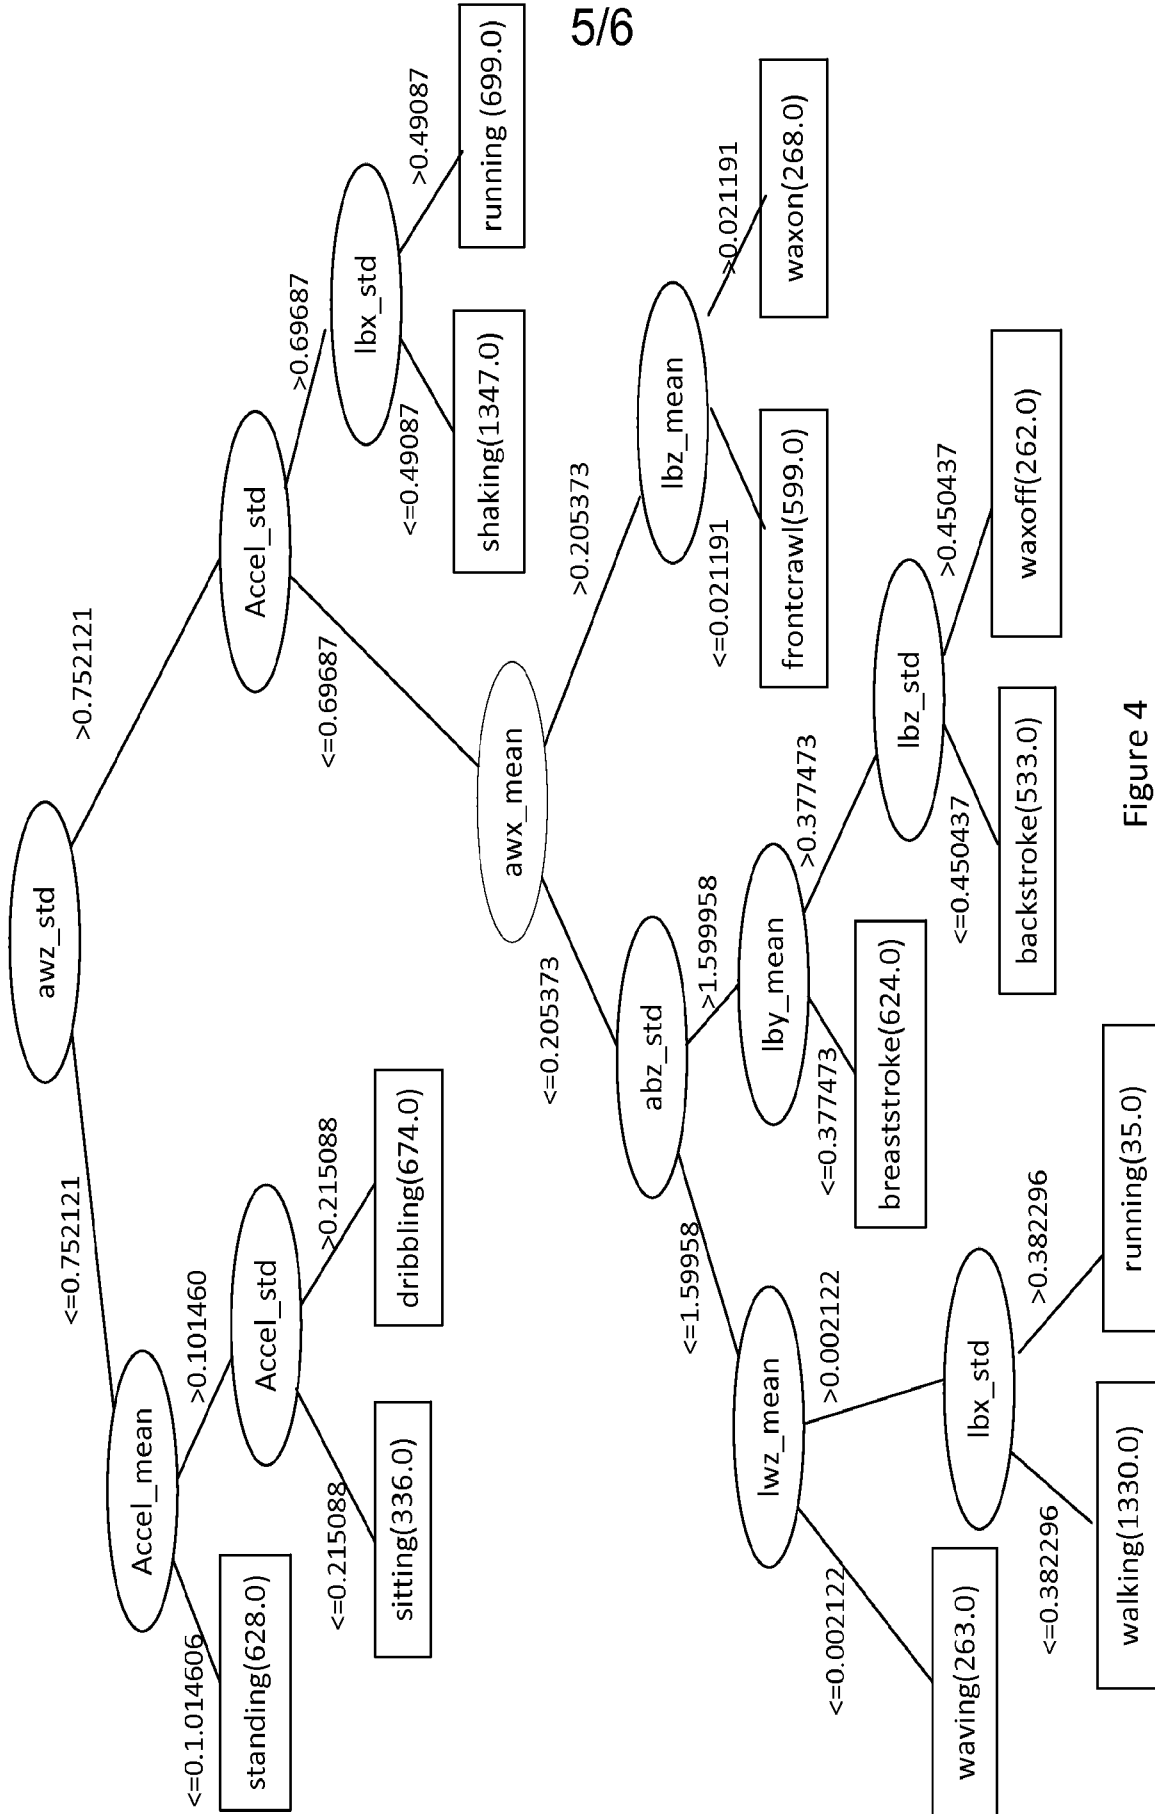 5/6
awz_std
<=0.752121
>0.752121
Accel_mean
Accel_std
<=0.1.014606
>0.101460
<=0.69687
>0.69687
standing(628.0)
Accel_std
lbx_std
<=0.215088
>0.215088
<=0.49087
>0.49087
sitting(336.0)
dribbling(674.0)
shaking(1347.0)
running (699.0)
awx_mean
<=0.205373
>0.205373
abz_std
lbz_mean
<=1.59958
>1.599958
<=0.021191
>0.021191
lwz_mean
lby_mean
frontcrawl(599.0)
waxon(268.0)
<=0.002122
>0.002122
<=0.377473
>0.377473
waving(263.0)
lbx_std
breaststroke(624.0)
lbz_std
<=0.382296
>0.382296
<=0.450437
>0.450437
walking(1330.0)
running(35.0)
backstroke(533.0)
waxoff(262.0)
Figure 4